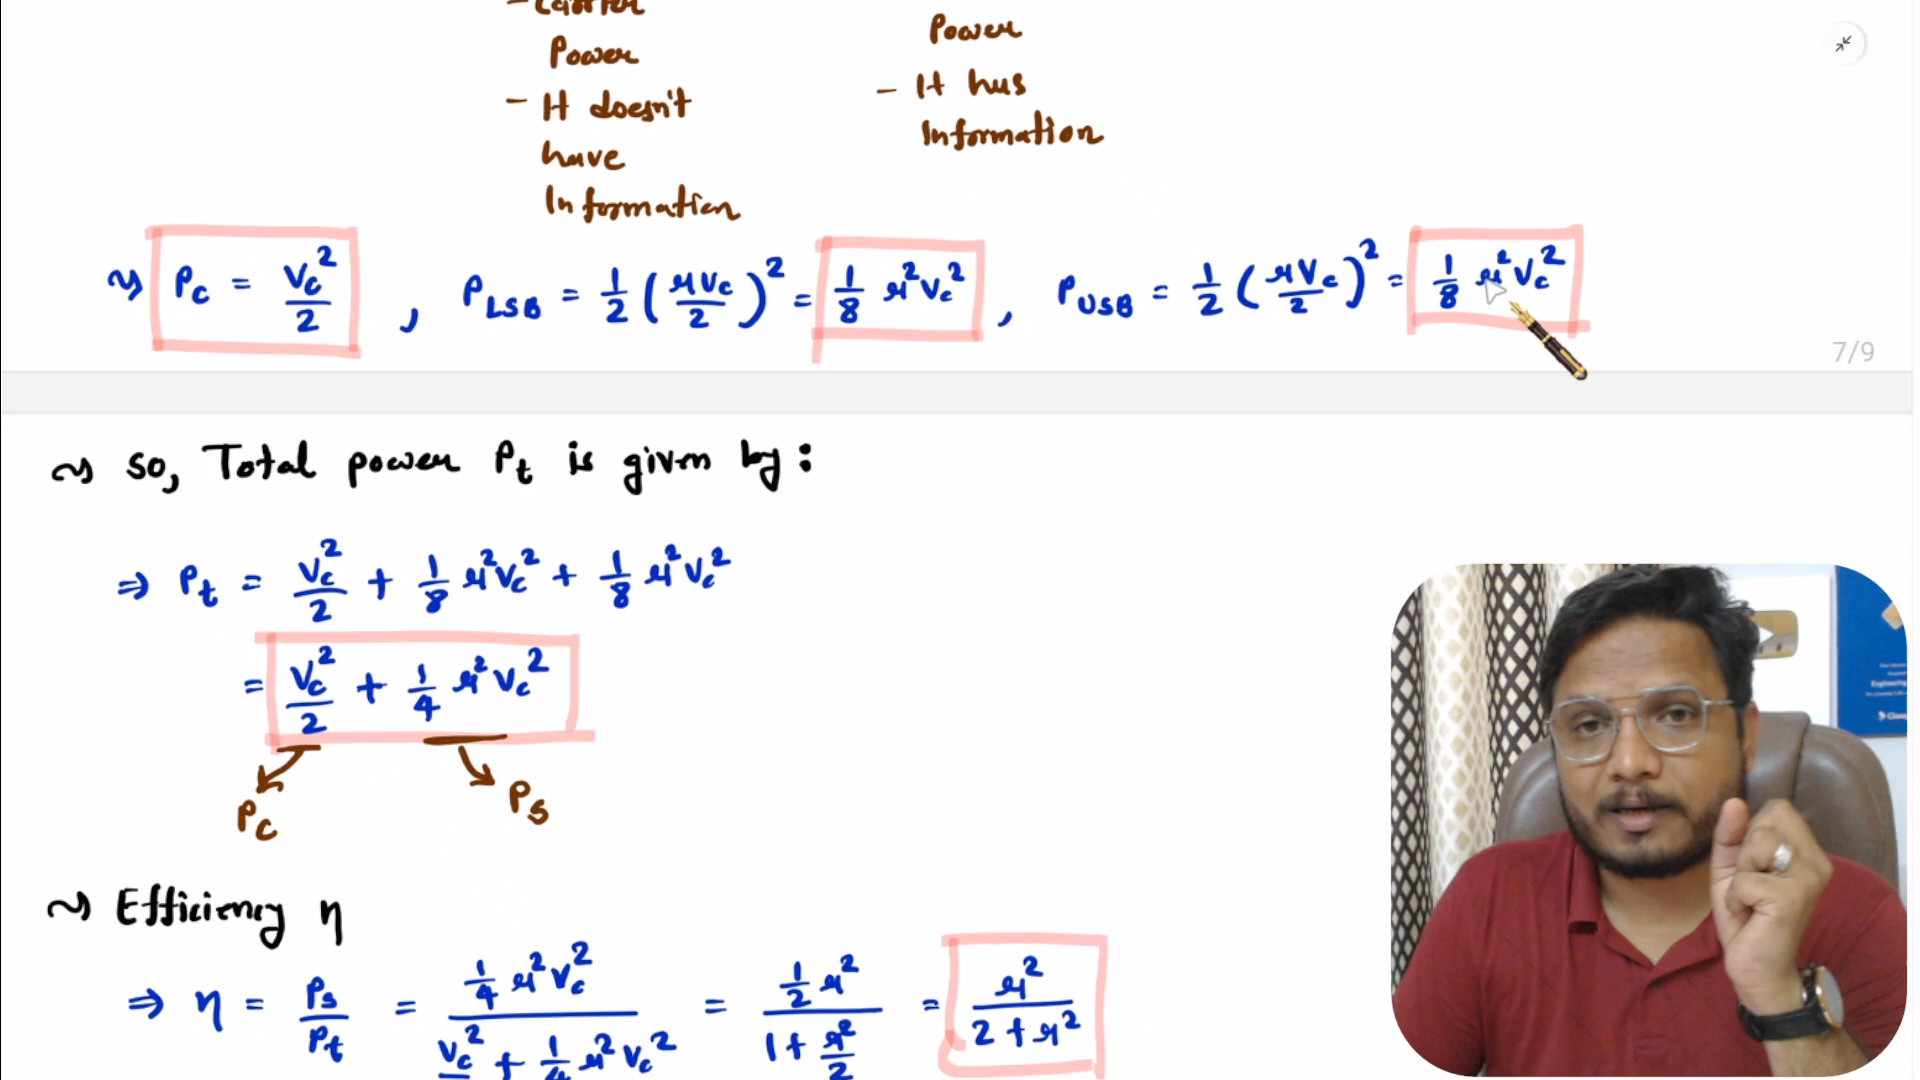 - Carrier
Power
- It doesn't
have
Information
Power
- It has
Information
⇝ Pc = Vc²/2 , PLSB = 1/2 (μVc/2)² = 1/8 μ²Vc² , PUSB = 1/2 (μVc/2)² = 1/8 μ²Vc²
7/9
⇝ so, Total power Pt is given by:
⇒ Pt = Vc²/2 + 1/8 μ²Vc² + 1/8 μ²Vc²
= Vc²/2 + 1/4 μ²Vc²
Pc
Ps
⇝ Efficiency η
⇒ η = Ps/Pt = (1/4 μ²Vc²)/(Vc²/2 + 1/4 μ²Vc²) = (1/2 μ²)/(1 + μ²/2) = μ²/(2 + μ²)